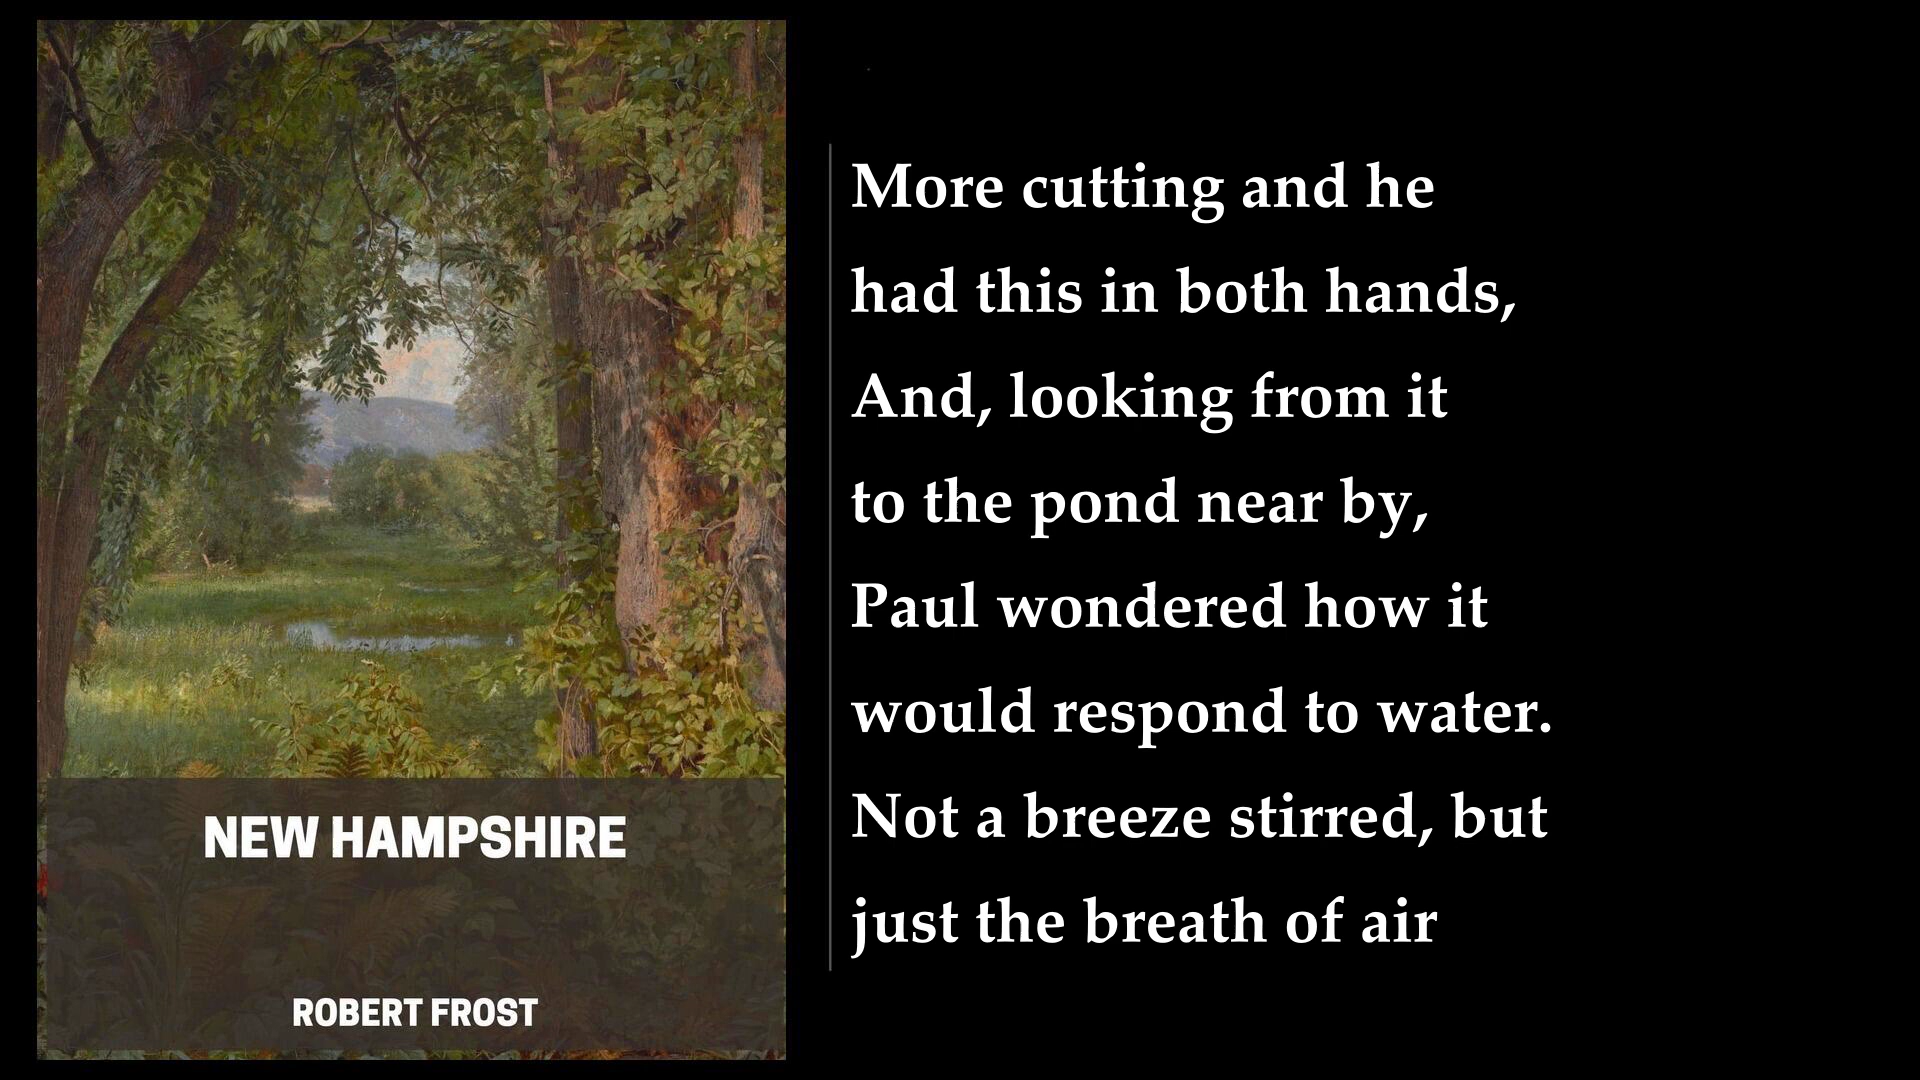 NEW HAMPSHIRE
ROBERT FROST
More cutting and he
had this in both hands,
And, looking from it
to the pond near by,
Paul wondered how it
would respond to water.
Not a breeze stirred, but
just the breath of air